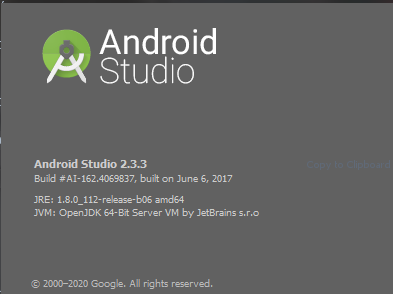 Android
Studio
Android Studio 2.3.3
Copy to Clipboard
Build #AI-162.4069837, built on June 6, 2017
JRE: 1.8.0_112-release-b06 amd64
JVM: OpenJDK 64-Bit Server VM by JetBrains s.r.o
© 2000–2020 Google. All rights reserved.